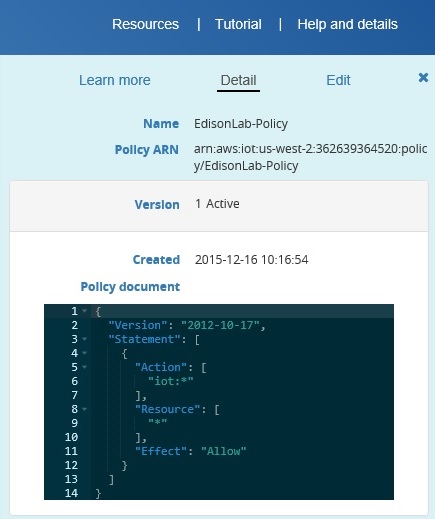 Resources | Tutorial | Help and details
Learn more Detail Edit ×
Name EdisonLab-Policy
Policy ARN arn:aws:iot:us-west-2:362639364520:polic
y/EdisonLab-Policy
Version 1 Active
Created 2015-12-16 10:16:54
Policy document
1 {
2 "Version": "2012-10-17",
3 "Statement": [
4 {
5 "Action": [
6 "iot:*"
7 ],
8 "Resource": [
9 "*"
10 ],
11 "Effect": "Allow"
12 }
13 ]
14 }